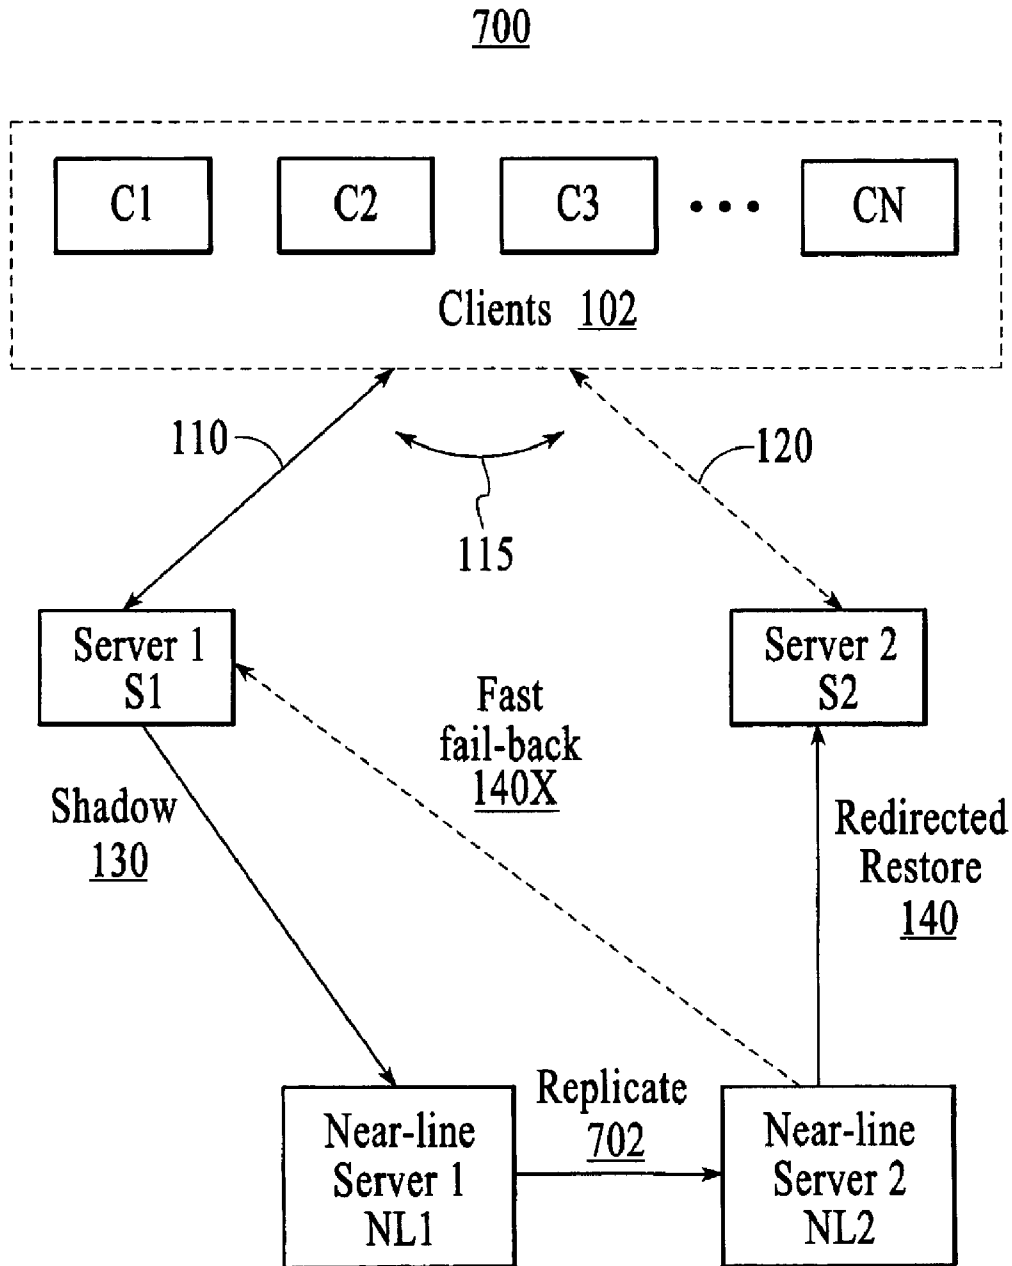 700
C1
C2
C3
CN
Clients 102
110
120
115
Server 1
S1
Server 2
S2
Fast
fail-back
140X
Shadow
130
Redirected
Restore
140
Replicate
702
Near-line
Server 1
NL1
Near-line
Server 2
NL2